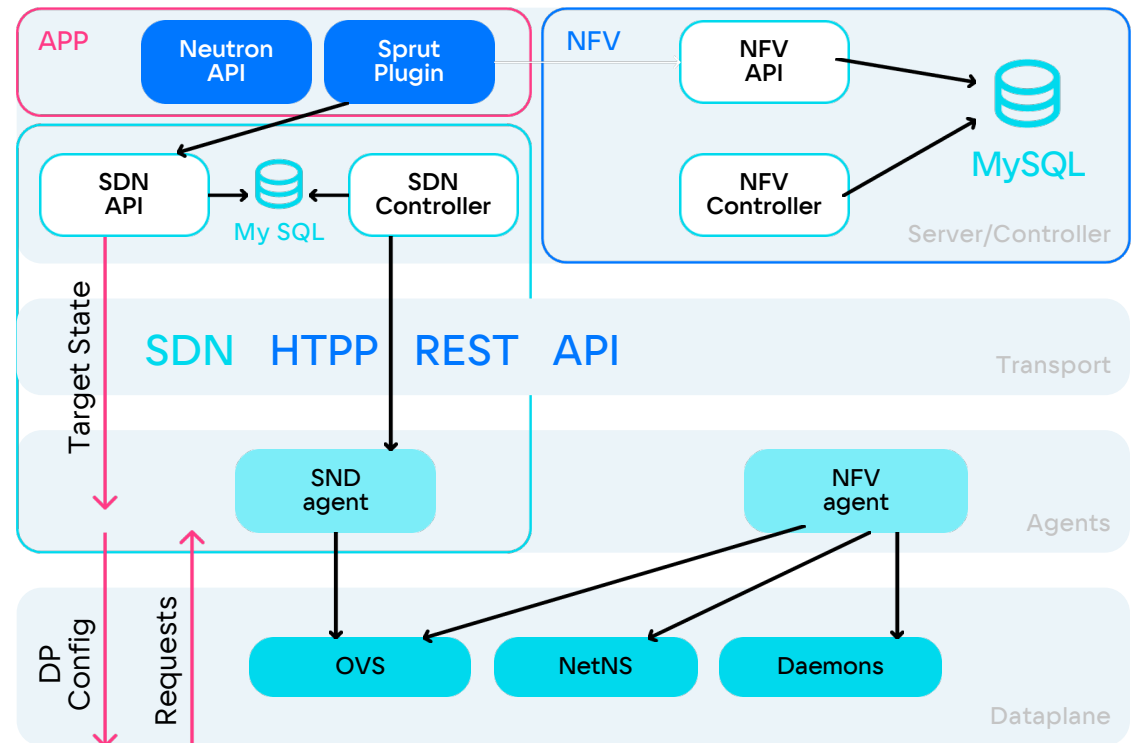 APP
Neutron
API
Sprut
Plugin
NFV
NFV
API
MySQL
SDN
API
My SQL
SDN
Controller
NFV
Controller
Server/Controller
Target State
SDN HTPP REST API
Transport
SND
agent
NFV
agent
Agents
DP
Config
Requests
OVS
NetNS
Daemons
Dataplane